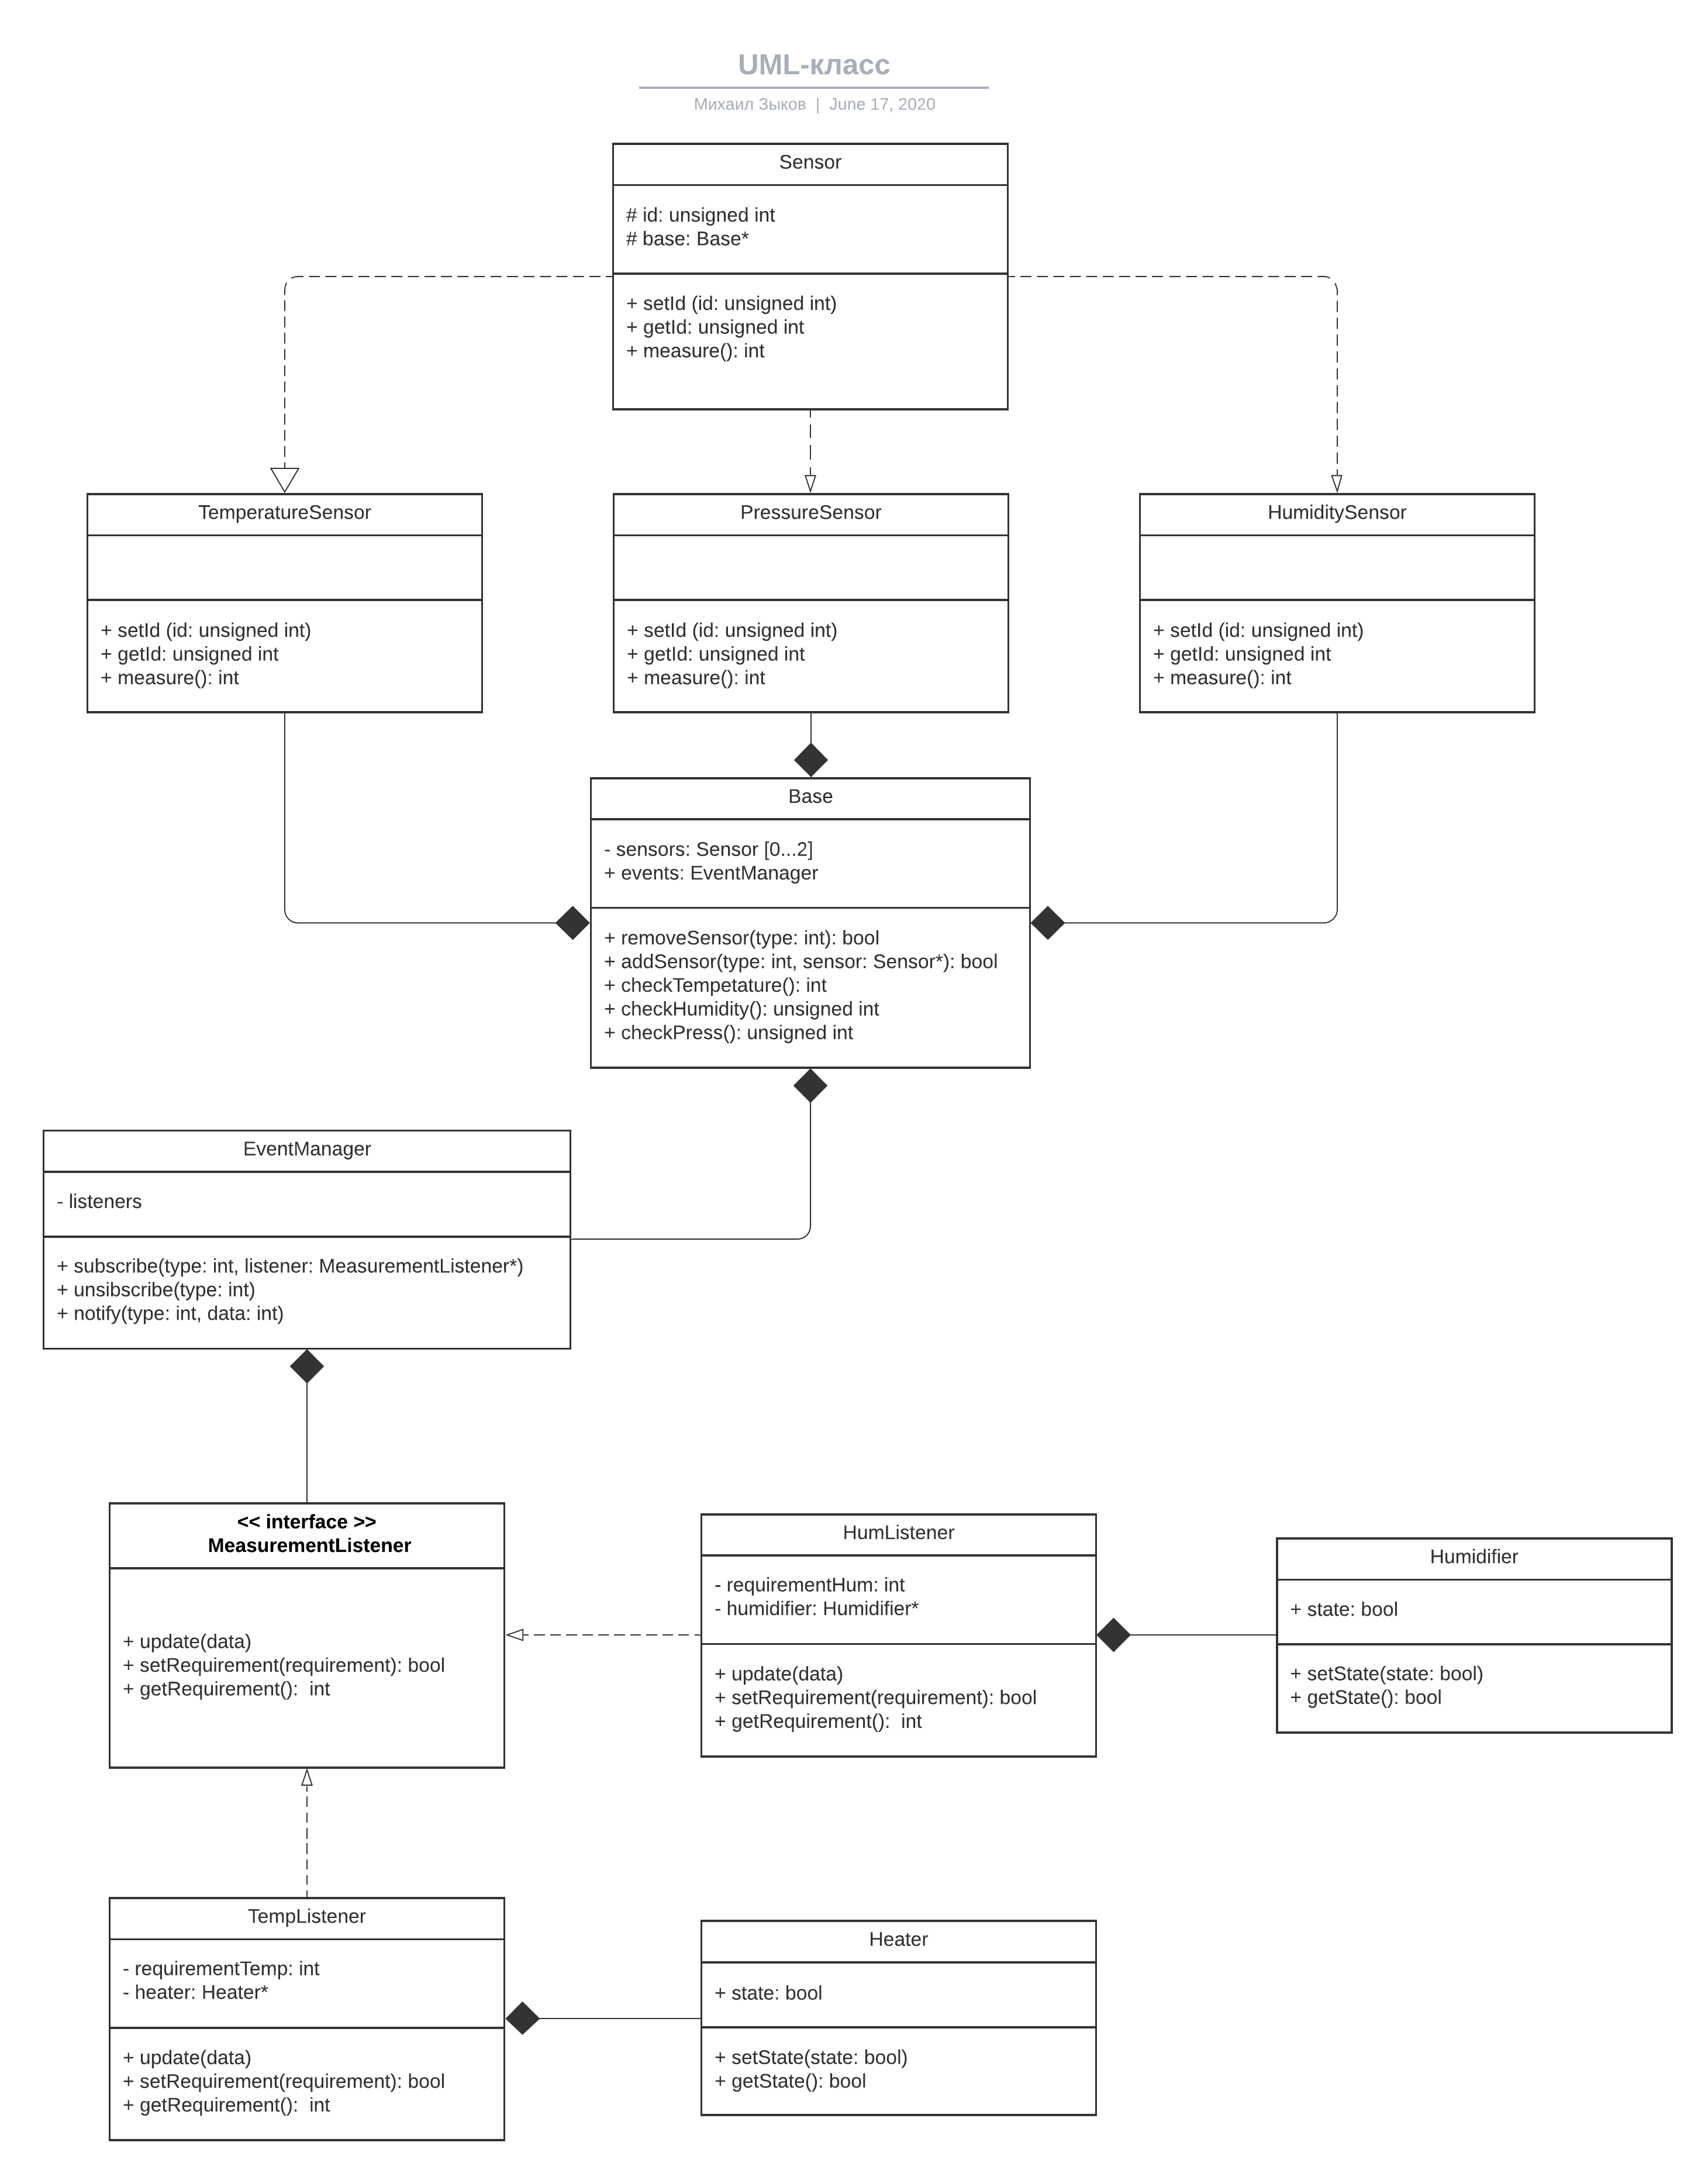 UML-класс
Михаил Зыков | June 17, 2020
Sensor
# id: unsigned int
# base: Base*
+ setId (id: unsigned int)
+ getId: unsigned int
+ measure(): int
TemperatureSensor
+ setId (id: unsigned int)
+ getId: unsigned int
+ measure(): int
PressureSensor
+ setId (id: unsigned int)
+ getId: unsigned int
+ measure(): int
HumiditySensor
+ setId (id: unsigned int)
+ getId: unsigned int
+ measure(): int
Base
- sensors: Sensor [0...2]
+ events: EventManager
+ removeSensor(type: int): bool
+ addSensor(type: int, sensor: Sensor*): bool
+ checkTempetature(): int
+ checkHumidity(): unsigned int
+ checkPress(): unsigned int
EventManager
- listeners
+ subscribe(type: int, listener: MeasurementListener*)
+ unsibscribe(type: int)
+ notify(type: int, data: int)
<< interface >>
MeasurementListener
+ update(data)
+ setRequirement(requirement): bool
+ getRequirement():  int
HumListener
- requirementHum: int
- humidifier: Humidifier*
+ update(data)
+ setRequirement(requirement): bool
+ getRequirement():  int
Humidifier
+ state: bool
+ setState(state: bool)
+ getState(): bool
TempListener
- requirementTemp: int
- heater: Heater*
+ update(data)
+ setRequirement(requirement): bool
+ getRequirement():  int
Heater
+ state: bool
+ setState(state: bool)
+ getState(): bool